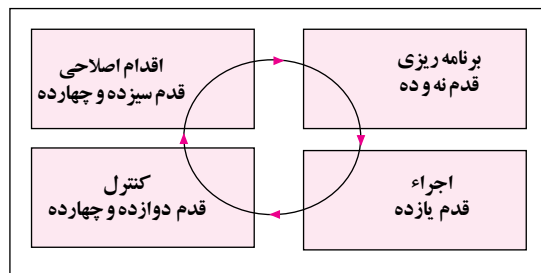 برنامه ریزی
قدم نه و ده
اقدام اصلاحی
قدم سیزده و چهارده
اجراء
قدم یازده
کنترل
قدم دوازده و چهارده